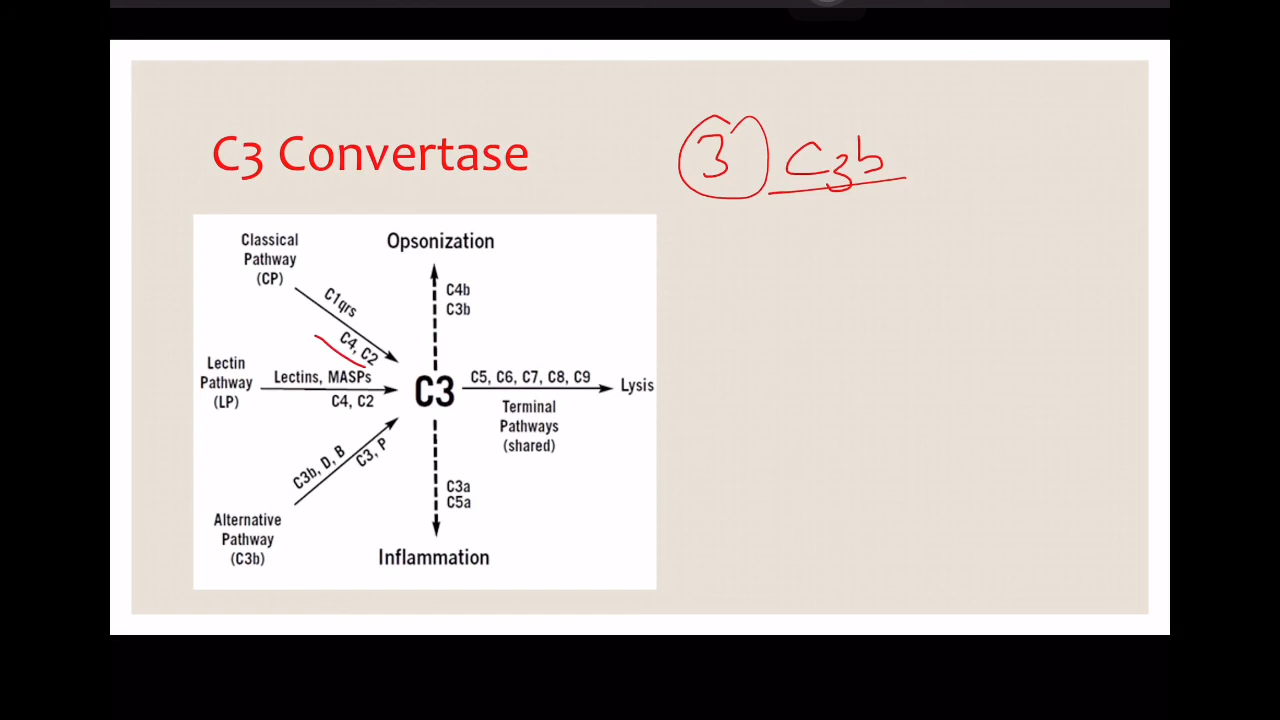 C3 Convertase
3 C3b
Classical
Pathway
(CP)
Opsonization
C1qrs
C4, C2
C4b
C3b
Lectin
Pathway
(LP)
Lectins, MASPs
C4, C2
C3
C5, C6, C7, C8, C9
Lysis
Terminal
Pathways
(shared)
C3b, D, B
C3, P
Alternative
Pathway
(C3b)
C3a
C5a
Inflammation